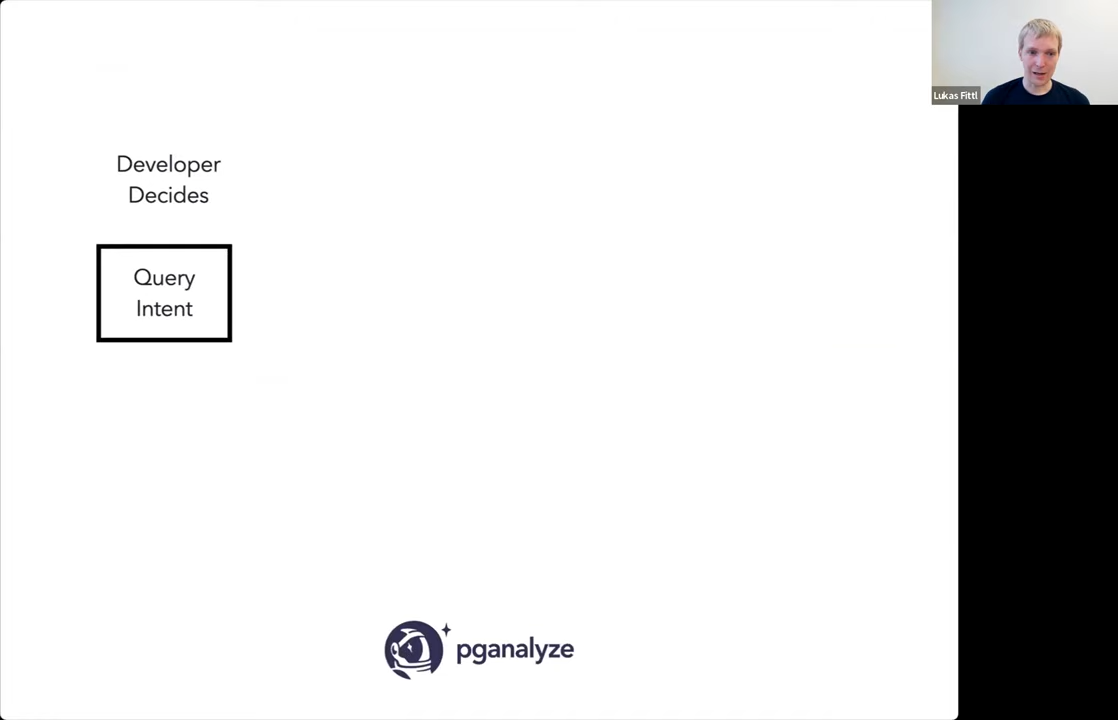 Lukas Fittl
Developer
Decides
Query
Intent
pganalyze